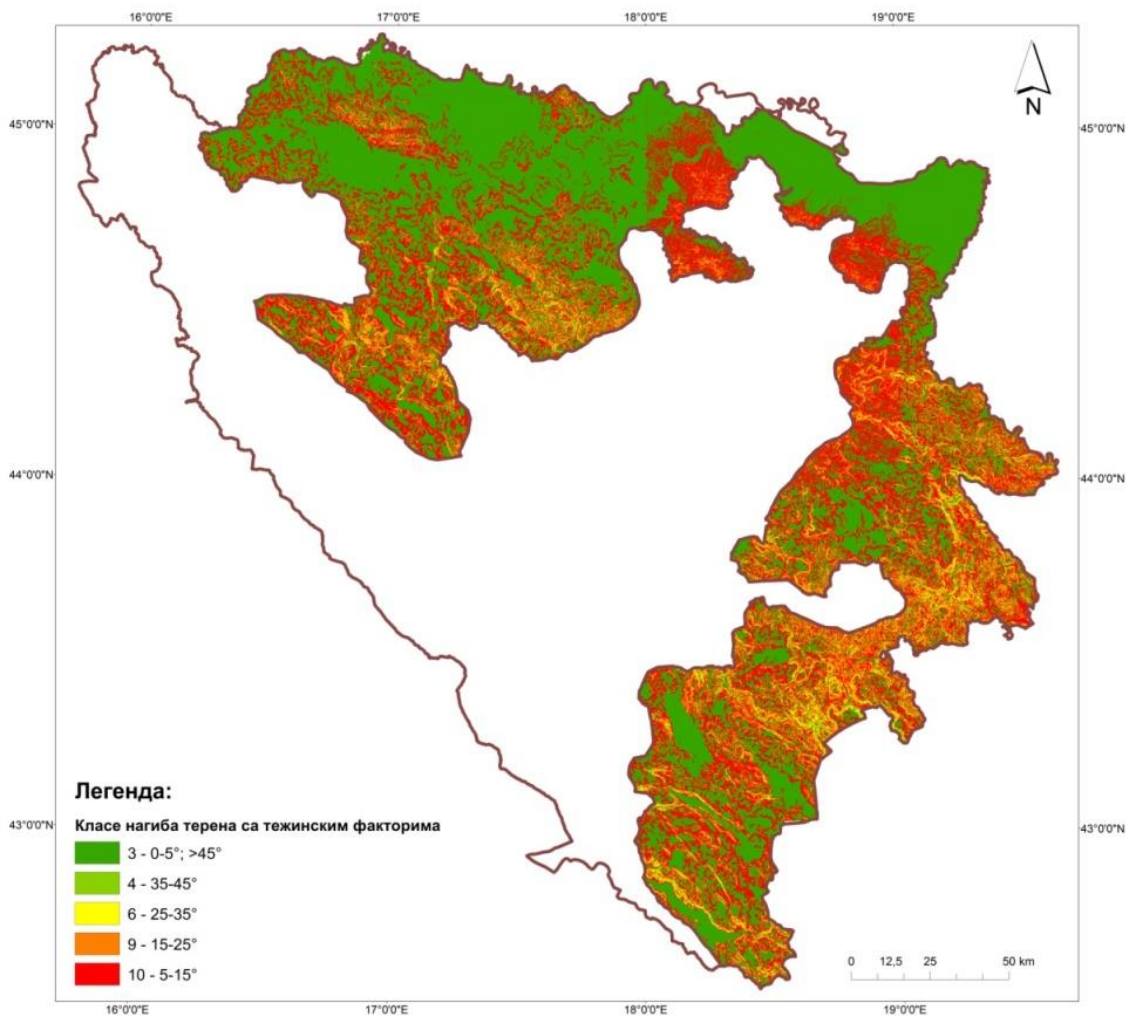 16°0'0"E 17°0'0"E 18°0'0"E 19°0'0"E
N
45°0'0"N 45°0'0"N
44°0'0"N 44°0'0"N
Легенда:
43°0'0"N 43°0'0"N
Класе нагиба терена са тежинским факторима
3 - 0-5°; >45°
4 - 35-45°
6 - 25-35°
9 - 15-25°
10 - 5-15°
0 12,5 25 50 km
16°0'0"E 17°0'0"E 18°0'0"E 19°0'0"E